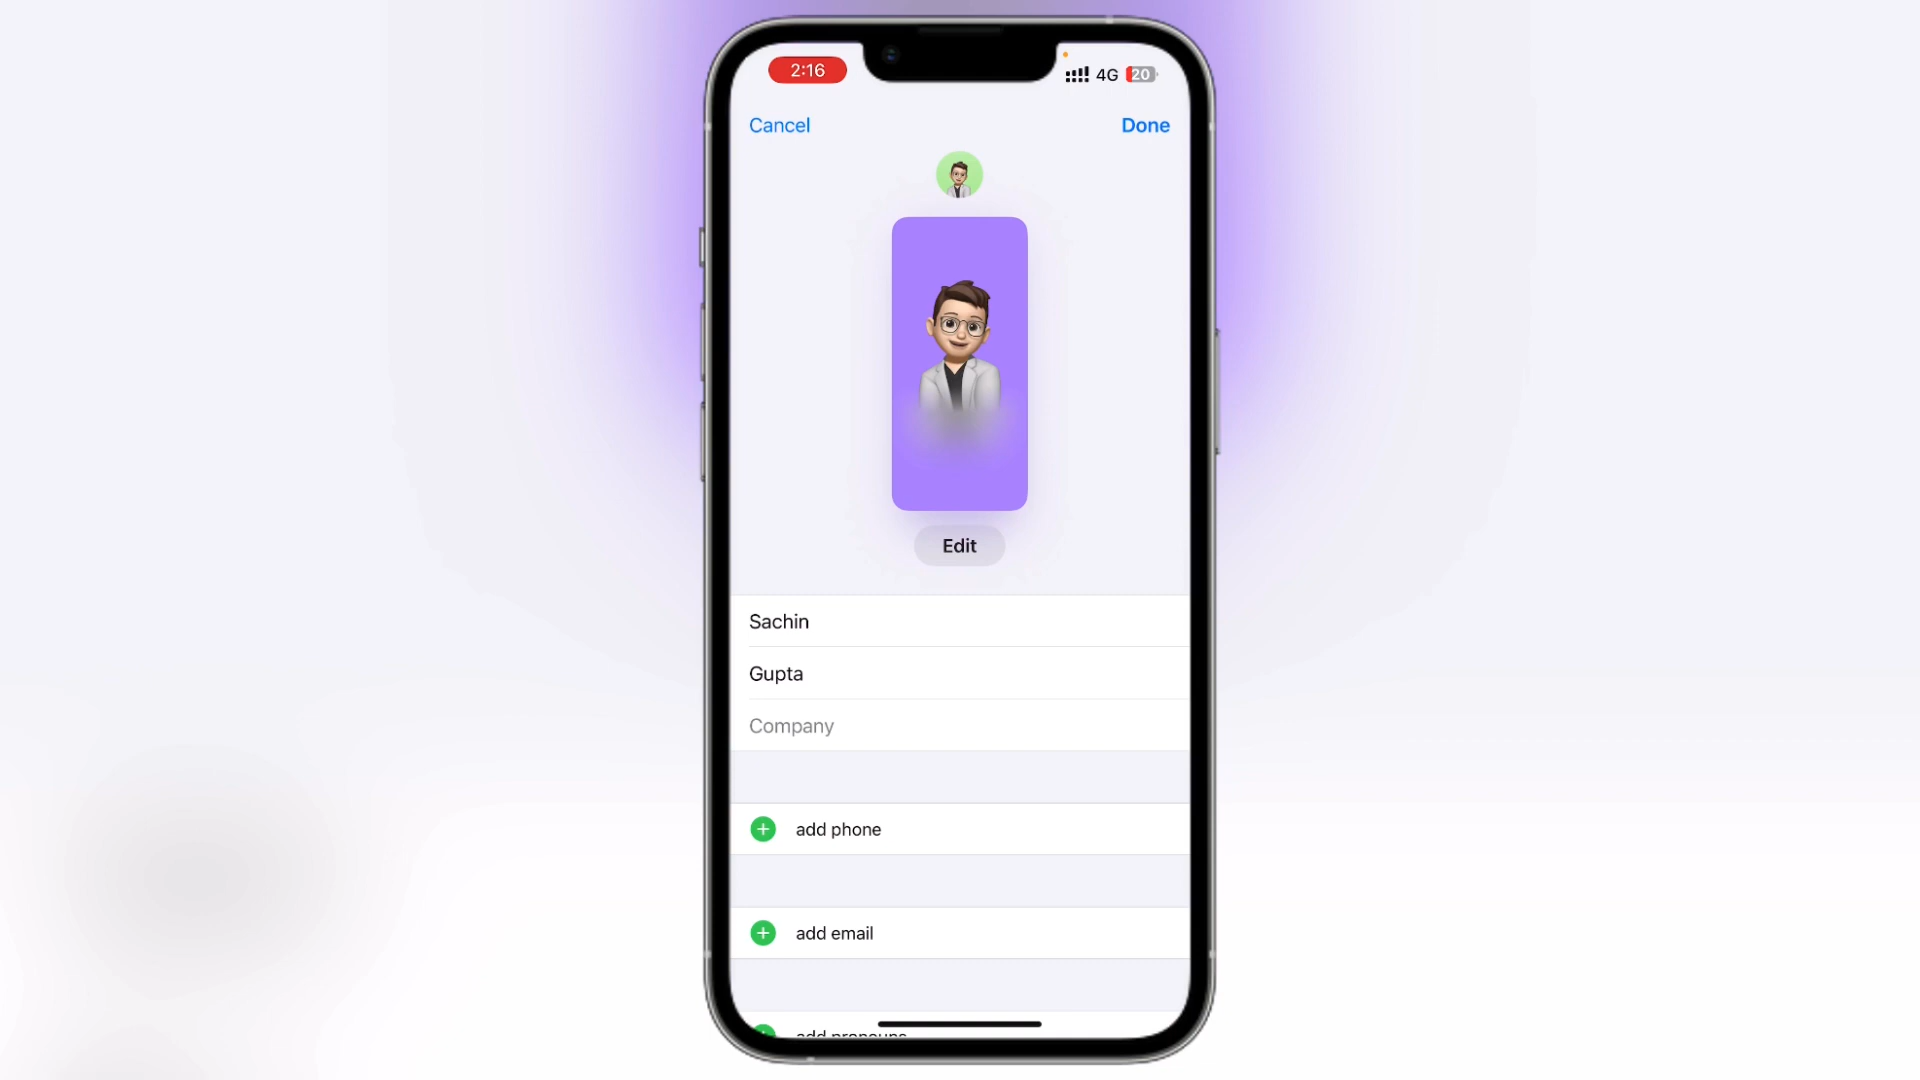 2:16
4G 20
Cancel
Done
Edit
Sachin
Gupta
Company
add phone
add email
add pronouns